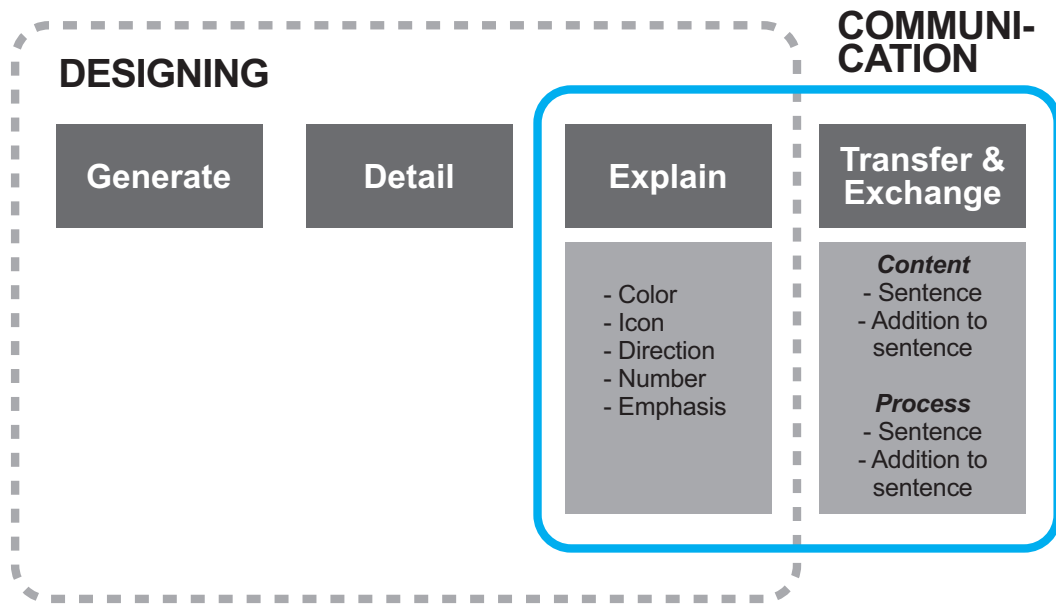 DESIGNING
COMMUNI-
CATION
Generate
Detail
Explain
- Color
- Icon
- Direction
- Number
- Emphasis
Transfer &
Exchange
Content
- Sentence
- Addition to
sentence
Process
- Sentence
- Addition to
sentence